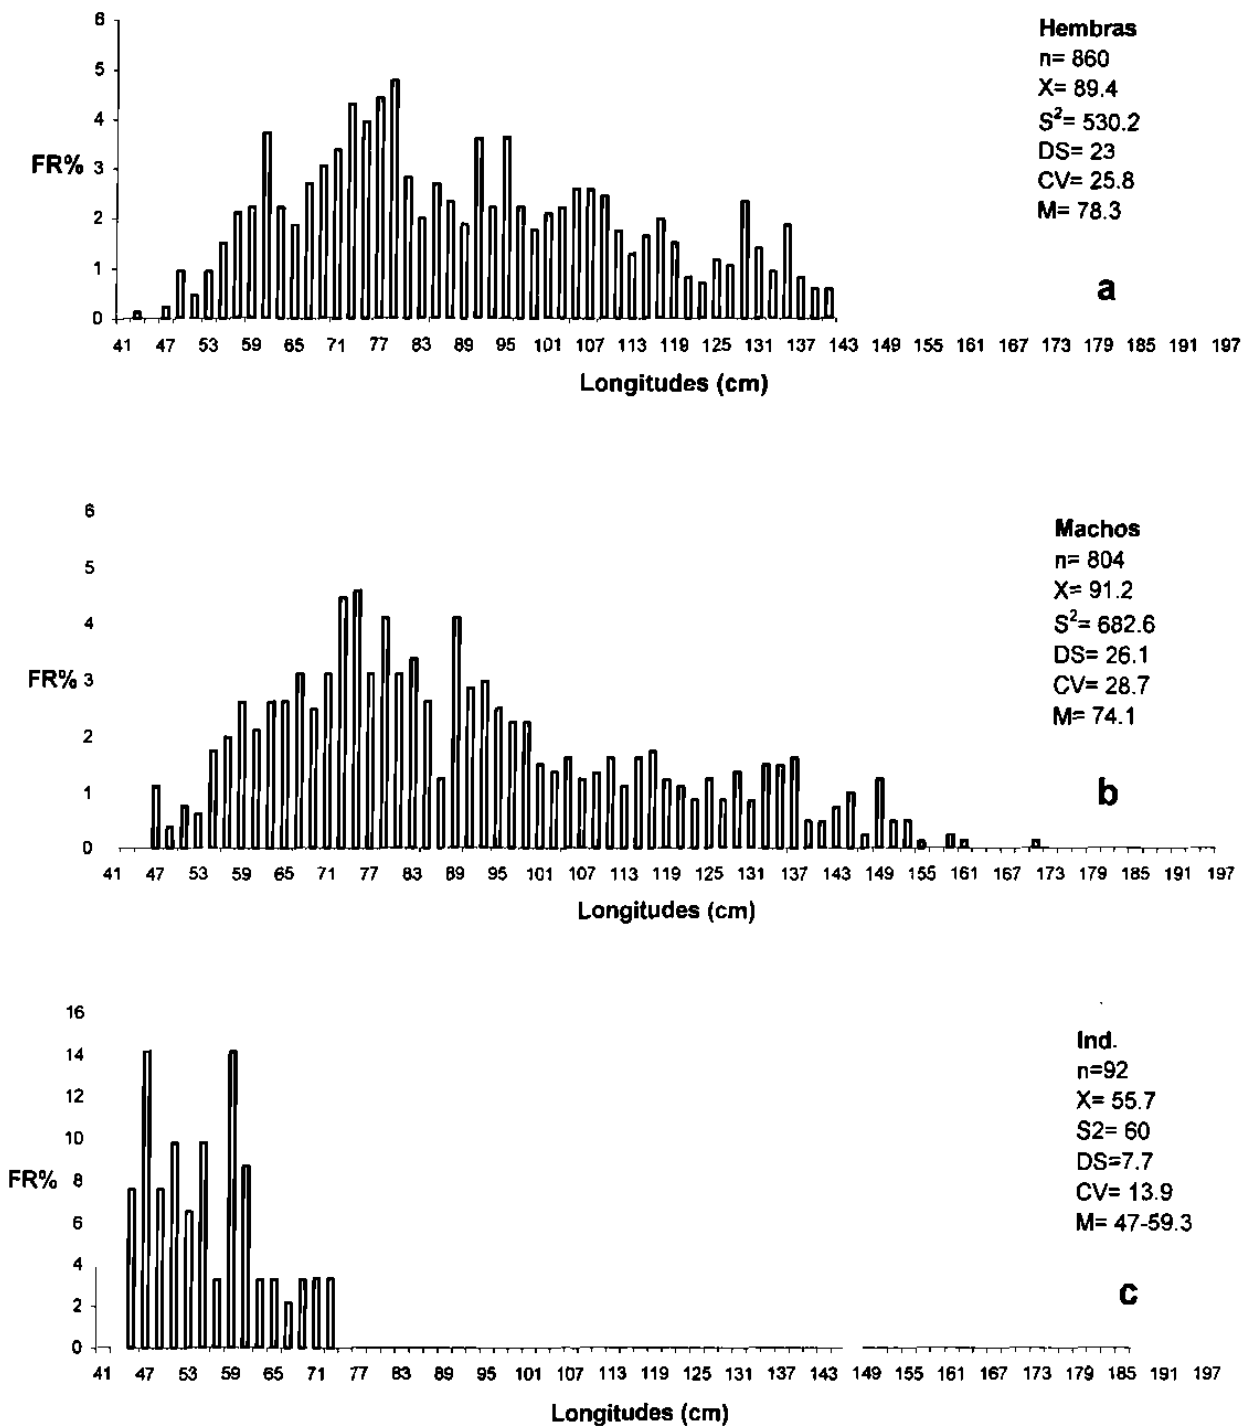 6
5
4
FR% 3
2
1
0
41 47 53 59 65 71 77 83 89 95 101 107 113 119 125 131 137 143 149 155 161 167 173 179 185 191 197
Longitudes (cm)
Hembras
n= 860
X= 89.4
S²= 530.2
DS= 23
CV= 25.8
M= 78.3
a
6
5
4
FR% 3
2
1
0
41 47 53 59 65 71 77 83 89 95 101 107 113 119 125 131 137 143 149 155 161 167 173 179 185 191 197
Longitudes (cm)
Machos
n= 804
X= 91.2
S²= 682.6
DS= 26.1
CV= 28.7
M= 74.1
b
16
14
12
10
FR% 8
6
4
2
0
41 47 53 59 65 71 77 83 89 95 101 107 113 119 125 131 137 143 149 155 161 167 173 179 185 191 197
Longitudes (cm)
Ind.
n=92
X= 55.7
S2= 60
DS=7.7
CV= 13.9
M= 47-59.3
c